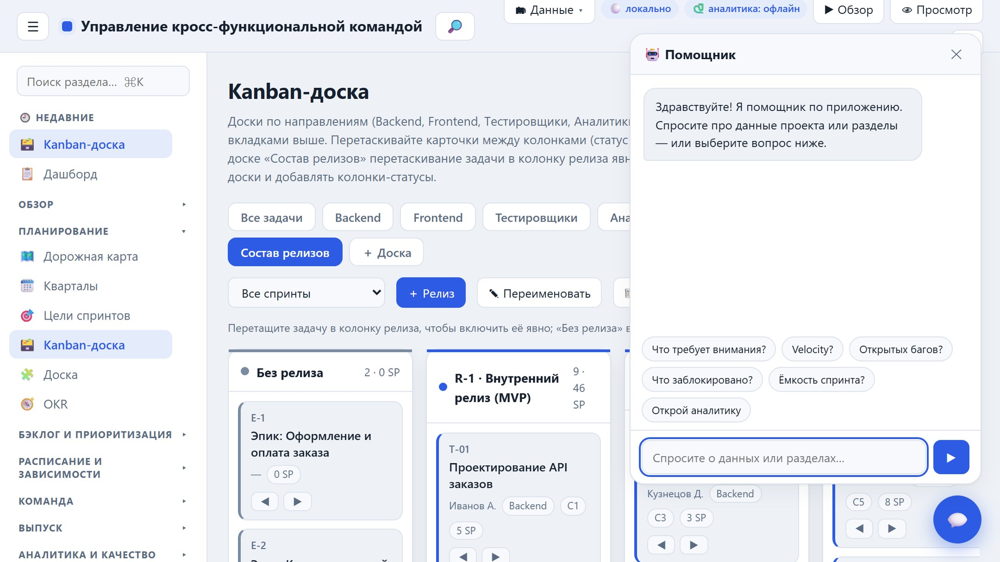 Управление кросс-функциональной командой
Данные
локально
аналитика: офлайн
Обзор
Просмотр
Поиск раздела... ⌘K
НЕДАВНИЕ
Kanban-доска
Дашборд
ОБЗОР
ПЛАНИРОВАНИЕ
Дорожная карта
Кварталы
Цели спринтов
Kanban-доска
Доска
OKR
БЭКЛОГ И ПРИОРИТИЗАЦИЯ
РАСПИСАНИЕ И
ЗАВИСИМОСТИ
КОМАНДА
ВЫПУСК
АНАЛИТИКА И КАЧЕСТВО
Kanban-доска
Доски по направлениям (Backend, Frontend, Тестировщики, Аналитики
вкладками выше. Перетаскивайте карточки между колонками (статус
доске «Состав релизов» перетаскивание задачи в колонку релиза явн
доски и добавлять колонки-статусы.
Все задачи
Backend
Frontend
Тестировщики
Ана
Состав релизов
+ Доска
Все спринты
+ Релиз
Переименовать
Перетащите задачу в колонку релиза, чтобы включить её явно; «Без релиза» в
Без релиза
2 · 0 SP
E-1
Эпик: Оформление и
оплата заказа
— 0 SP
E-2
R-1 · Внутренний
релиз (MVP)
9 ·
46
SP
T-01
Проектирование API
заказов
Иванов А. Backend C1
5 SP
Кузнецов Д. Backend
C3 3 SP
C5 8 SP
Помощник
Здравствуйте! Я помощник по приложению.
Спросите про данные проекта или разделы
— или выберите вопрос ниже.
Что требует внимания?
Velocity?
Открытых багов?
Что заблокировано?
Ёмкость спринта?
Открой аналитику
Спросите о данных или разделах...